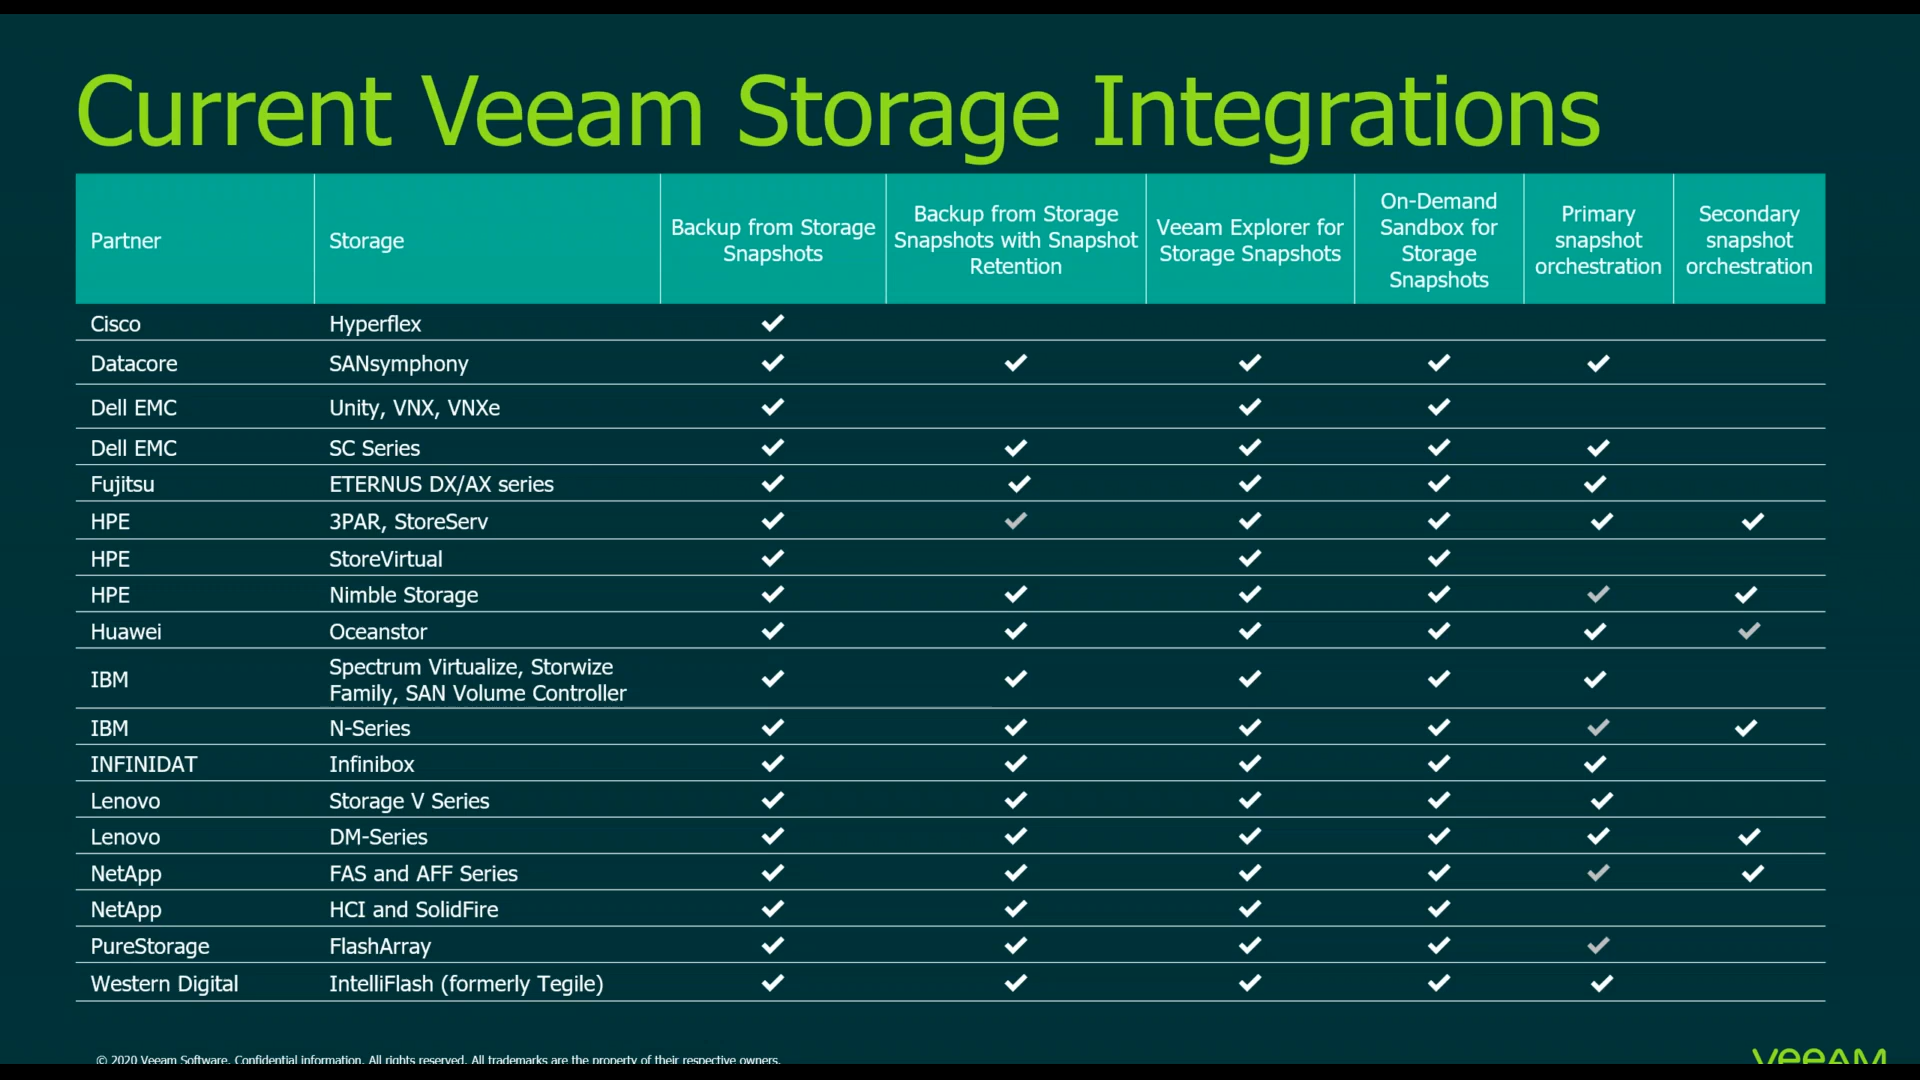 Current Veeam Storage Integrations
Partner
Storage
Backup from Storage
Snapshots
Backup from Storage
Snapshots with Snapshot
Retention
Veeam Explorer for
Storage Snapshots
On-Demand
Sandbox for
Storage
Snapshots
Primary
snapshot
orchestration
Secondary
snapshot
orchestration
Cisco Hyperflex ✓
Datacore SANsymphony ✓ ✓ ✓ ✓ ✓
Dell EMC Unity, VNX, VNXe ✓ ✓ ✓
Dell EMC SC Series ✓ ✓ ✓ ✓ ✓
Fujitsu ETERNUS DX/AX series ✓ ✓ ✓ ✓ ✓
HPE 3PAR, StoreServ ✓ ✓ ✓ ✓ ✓ ✓
HPE StoreVirtual ✓ ✓ ✓
HPE Nimble Storage ✓ ✓ ✓ ✓ ✓ ✓
Huawei Oceanstor ✓ ✓ ✓ ✓ ✓ ✓
IBM Spectrum Virtualize, Storwize
Family, SAN Volume Controller ✓ ✓ ✓ ✓ ✓
IBM N-Series ✓ ✓ ✓ ✓ ✓ ✓
INFINIDAT Infinibox ✓ ✓ ✓ ✓ ✓
Lenovo Storage V Series ✓ ✓ ✓ ✓ ✓
Lenovo DM-Series ✓ ✓ ✓ ✓ ✓ ✓
NetApp FAS and AFF Series ✓ ✓ ✓ ✓ ✓ ✓
NetApp HCI and SolidFire ✓ ✓ ✓ ✓
PureStorage FlashArray ✓ ✓ ✓ ✓ ✓
Western Digital IntelliFlash (formerly Tegile) ✓ ✓ ✓ ✓ ✓
© 2020 Veeam Software. Confidential information. All rights reserved. All trademarks are the property of their respective owners.
veeAM